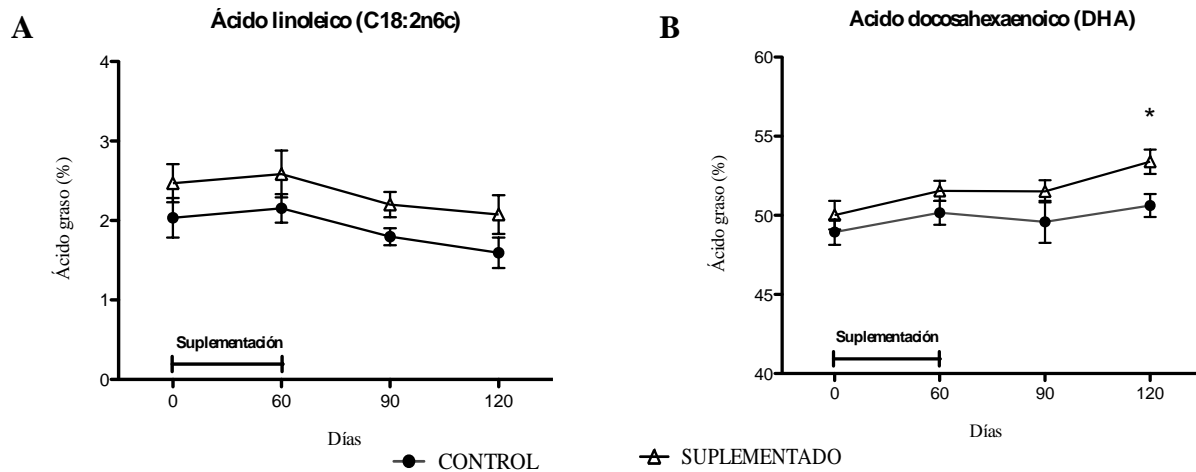 A
Ácido linoleico (C18:2n6c)
4
3
2
1
0
Ácido graso (%)
Suplementación
0 60 90 120
Días
B
Acido docosahexaenoico (DHA)
60
55
50
45
40
Ácido graso (%)
*
Suplementación
0 60 90 120
Días
CONTROL SUPLEMENTADO